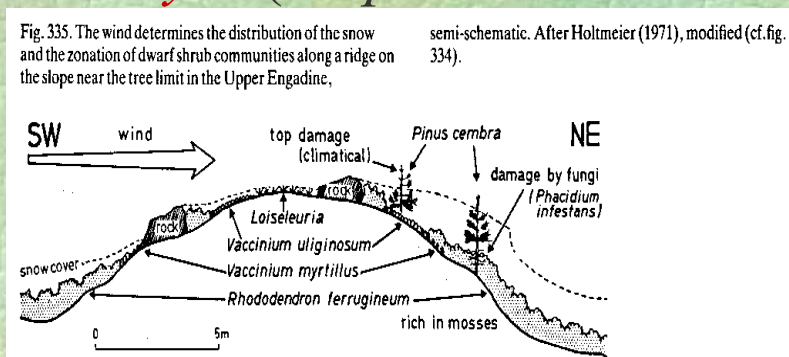 Fig. 335. The wind determines the distribution of the snow
and the zonation of dwarf shrub communities along a ridge on
the slope near the tree limit in the Upper Engadine,
semi-schematic. After Holtmeier (1971), modified (cf. fig.
334).
SW
wind
top damage
(climatical)
Pinus cembra
NE
damage by fungi
(Phacidium
infestans)
rock
rock
Loiseleuria
Vaccinium uliginosum
Vaccinium myrtillus
snow cover
Rhododendron ferrugineum
rich in mosses
0
5m